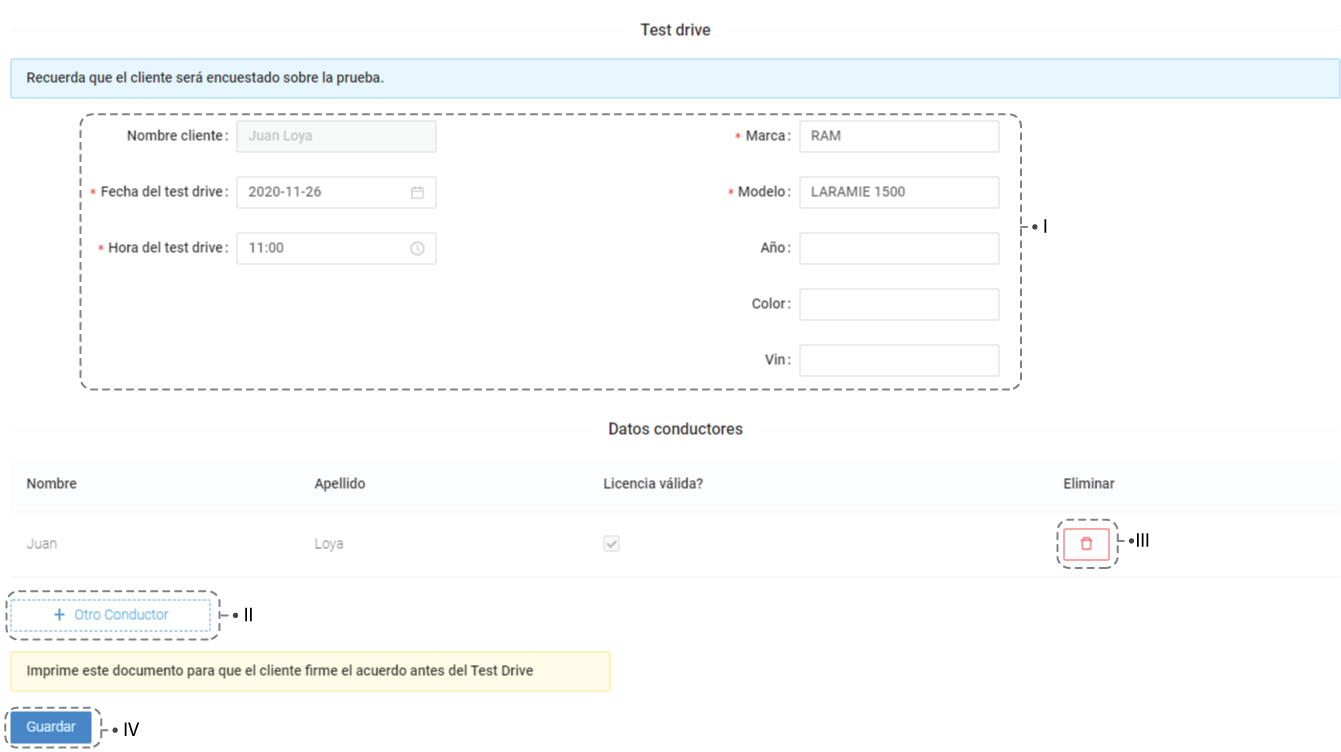 Test drive
Recuerda que el cliente será encuestado sobre la prueba.
Nombre cliente: Juan Loya
* Marca: RAM
* Fecha del test drive: 2020-11-26
* Modelo: LARAMIE 1500
* Hora del test drive: 11:00
Año:
Color:
Vin:
I
Datos conductores
Nombre Apellido Licencia válida? Eliminar
Juan Loya
III
+ Otro Conductor
II
Imprime este documento para que el cliente firme el acuerdo antes del Test Drive
Guardar
IV